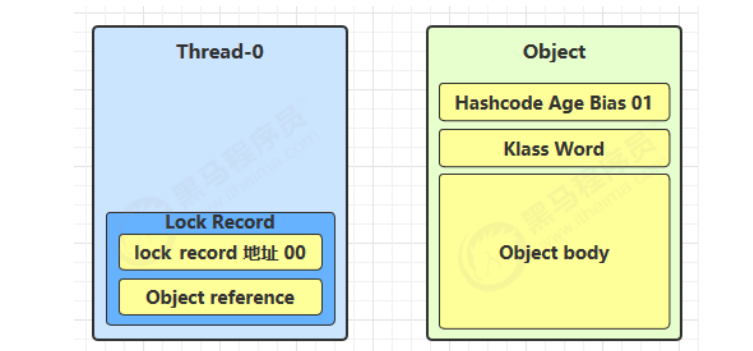 Thread-0
Lock Record
lock record 地址 00
Object reference
Object
Hashcode Age Bias 01
Klass Word
Object body
黑马程序员
www.itheima.com
黑马程序员
www.itheima.com